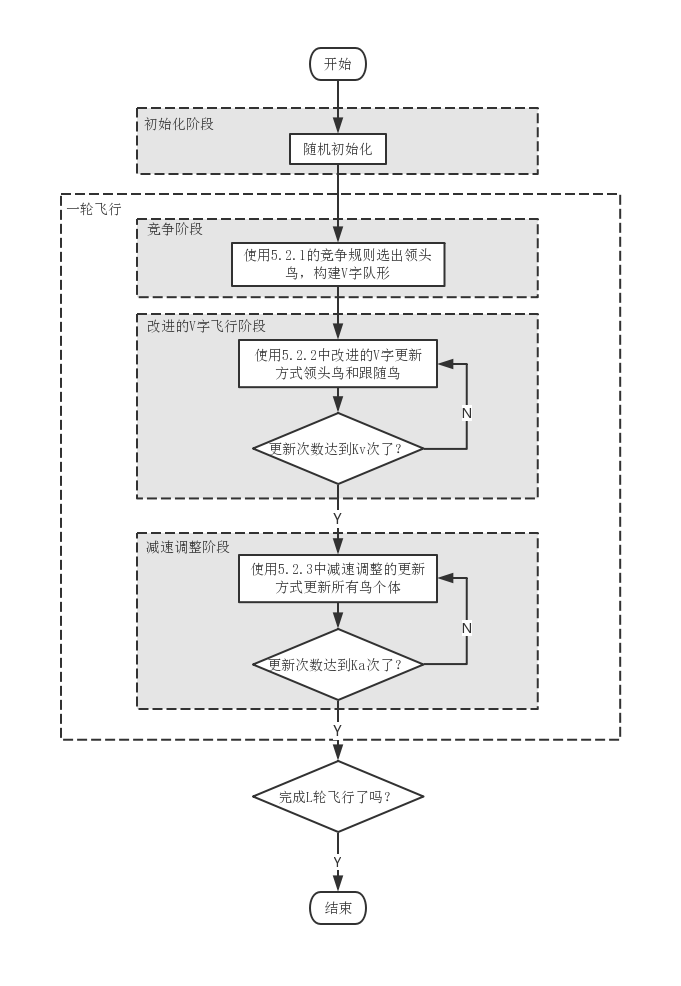 开始
初始化阶段
随机初始化
一轮飞行
竞争阶段
使用5.2.1的竞争规则选出领头
鸟，构建V字队形
改进的V字飞行阶段
使用5.2.2中改进的V字更新
方式领头鸟和跟随鸟
N
更新次数达到Kv次了?
Y
减速调整阶段
使用5.2.3中减速调整的更新
方式更新所有鸟个体
N
更新次数达到Ka次了?
Y
完成L轮飞行了吗?
Y
结束